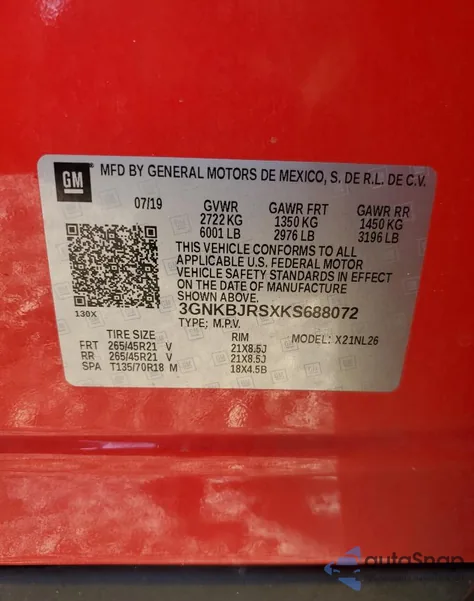 GM
MFD BY GENERAL MOTORS DE MEXICO, S. DE R.L. DE C.V.
07/19 GVWR GAWR FRT GAWR RR
2722 KG 1350 KG 1450 KG
6001 LB 2976 LB 3196 LB
THIS VEHICLE CONFORMS TO ALL
APPLICABLE U.S. FEDERAL MOTOR
VEHICLE SAFETY STANDARDS IN EFFECT
ON THE DATE OF MANUFACTURE
SHOWN ABOVE.
130X 3GNKBJRSXKS688072
TYPE: M.P.V.
TIRE SIZE RIM MODEL: X21NL26
FRT 265/45R21 V 21X8.5J
RR 265/45R21 V 21X8.5J
SPA T135/70R18 M 18X4.5B
autoSnap